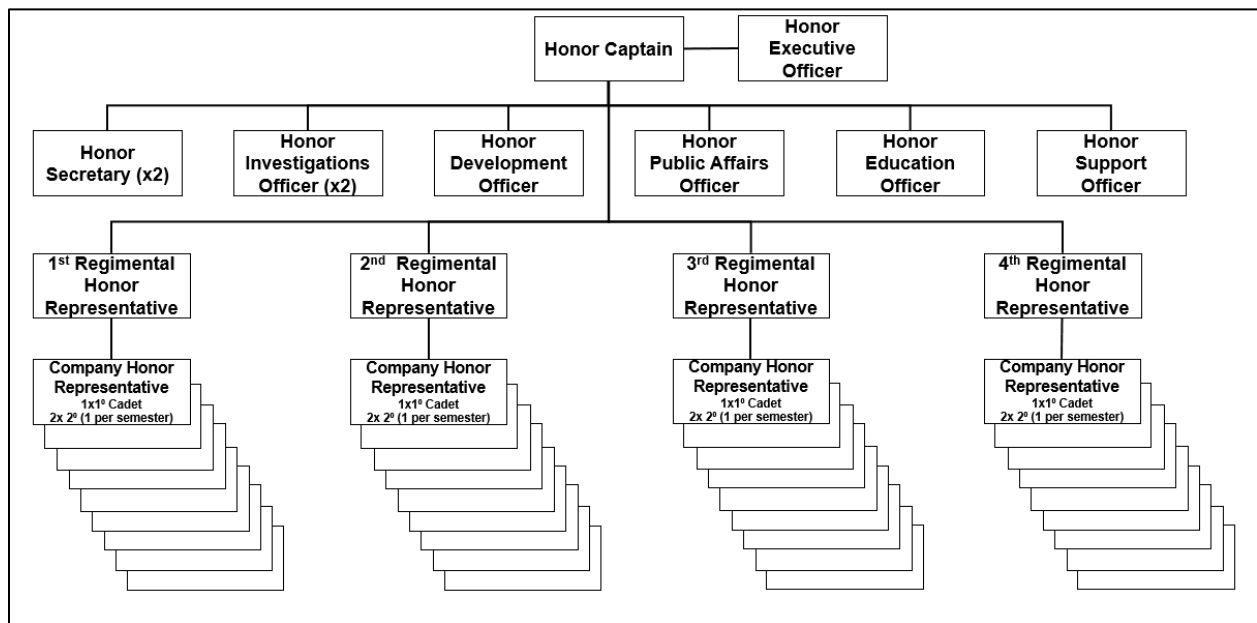 Honor Captain
Honor
Executive
Officer
Honor
Secretary (x2)
Honor
Investigations
Officer (x2)
Honor
Development
Officer
Honor
Public Affairs
Officer
Honor
Education
Officer
Honor
Support
Officer
1st Regimental
Honor
Representative
2nd Regimental
Honor
Representative
3rd Regimental
Honor
Representative
4th Regimental
Honor
Representative
Company Honor
Representative
1x1º Cadet
2x 2º (1 per semester)
Company Honor
Representative
1x1º Cadet
2x 2º (1 per semester)
Company Honor
Representative
1x1º Cadet
2x 2º (1 per semester)
Company Honor
Representative
1x1º Cadet
2x 2º (1 per semester)